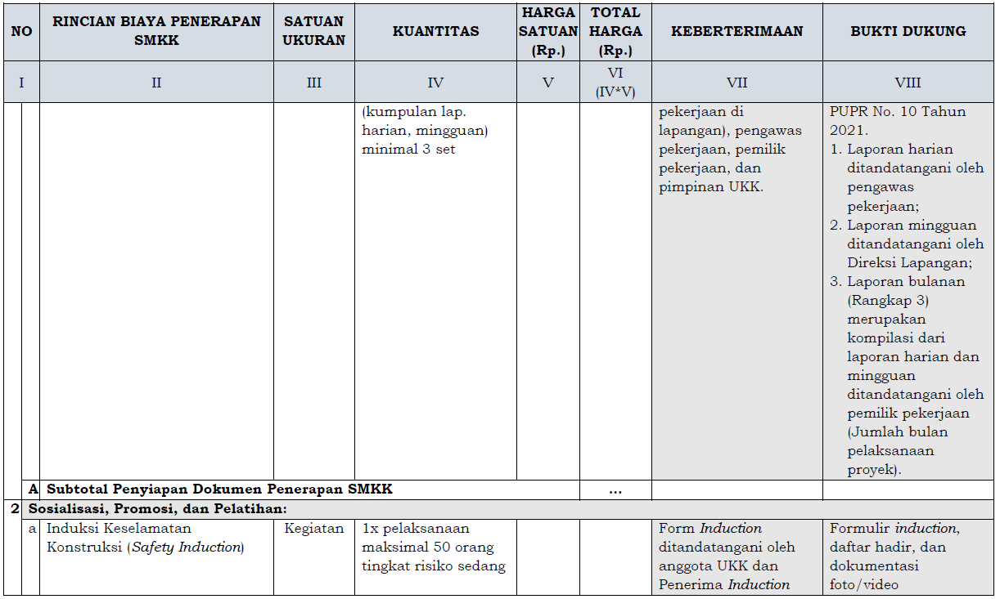 NO
RINCIAN BIAYA PENERAPAN
SMKK
SATUAN
UKURAN
KUANTITAS
HARGA
SATUAN
(Rp.)
TOTAL
HARGA
(Rp.)
KEBERTERIMAAN
BUKTI DUKUNG
I
II
III
IV
V
VI
(IV*V)
VII
VIII
(kumpulan lap.
harian, mingguan)
minimal 3 set
pekerjaan di
lapangan), pengawas
pekerjaan, pemilik
pekerjaan, dan
pimpinan UKK.
PUPR No. 10 Tahun
2021.
1. Laporan harian
ditandatangani oleh
pengawas
pekerjaan;
2. Laporan mingguan
ditandatangani oleh
Direksi Lapangan;
3. Laporan bulanan
(Rangkap 3)
merupakan
kompilasi dari
laporan harian dan
mingguan
ditandatangani oleh
pemilik pekerjaan
(Jumlah bulan
pelaksanaan
proyek).
A Subtotal Penyiapan Dokumen Penerapan SMKK
...
2 Sosialisasi, Promosi, dan Pelatihan:
a
Induksi Keselamatan
Konstruksi (Safety Induction)
Kegiatan
1x pelaksanaan
maksimal 50 orang
tingkat risiko sedang
Form Induction
ditandatangani oleh
anggota UKK dan
Penerima Induction
Formulir induction,
daftar hadir, dan
dokumentasi
foto/video